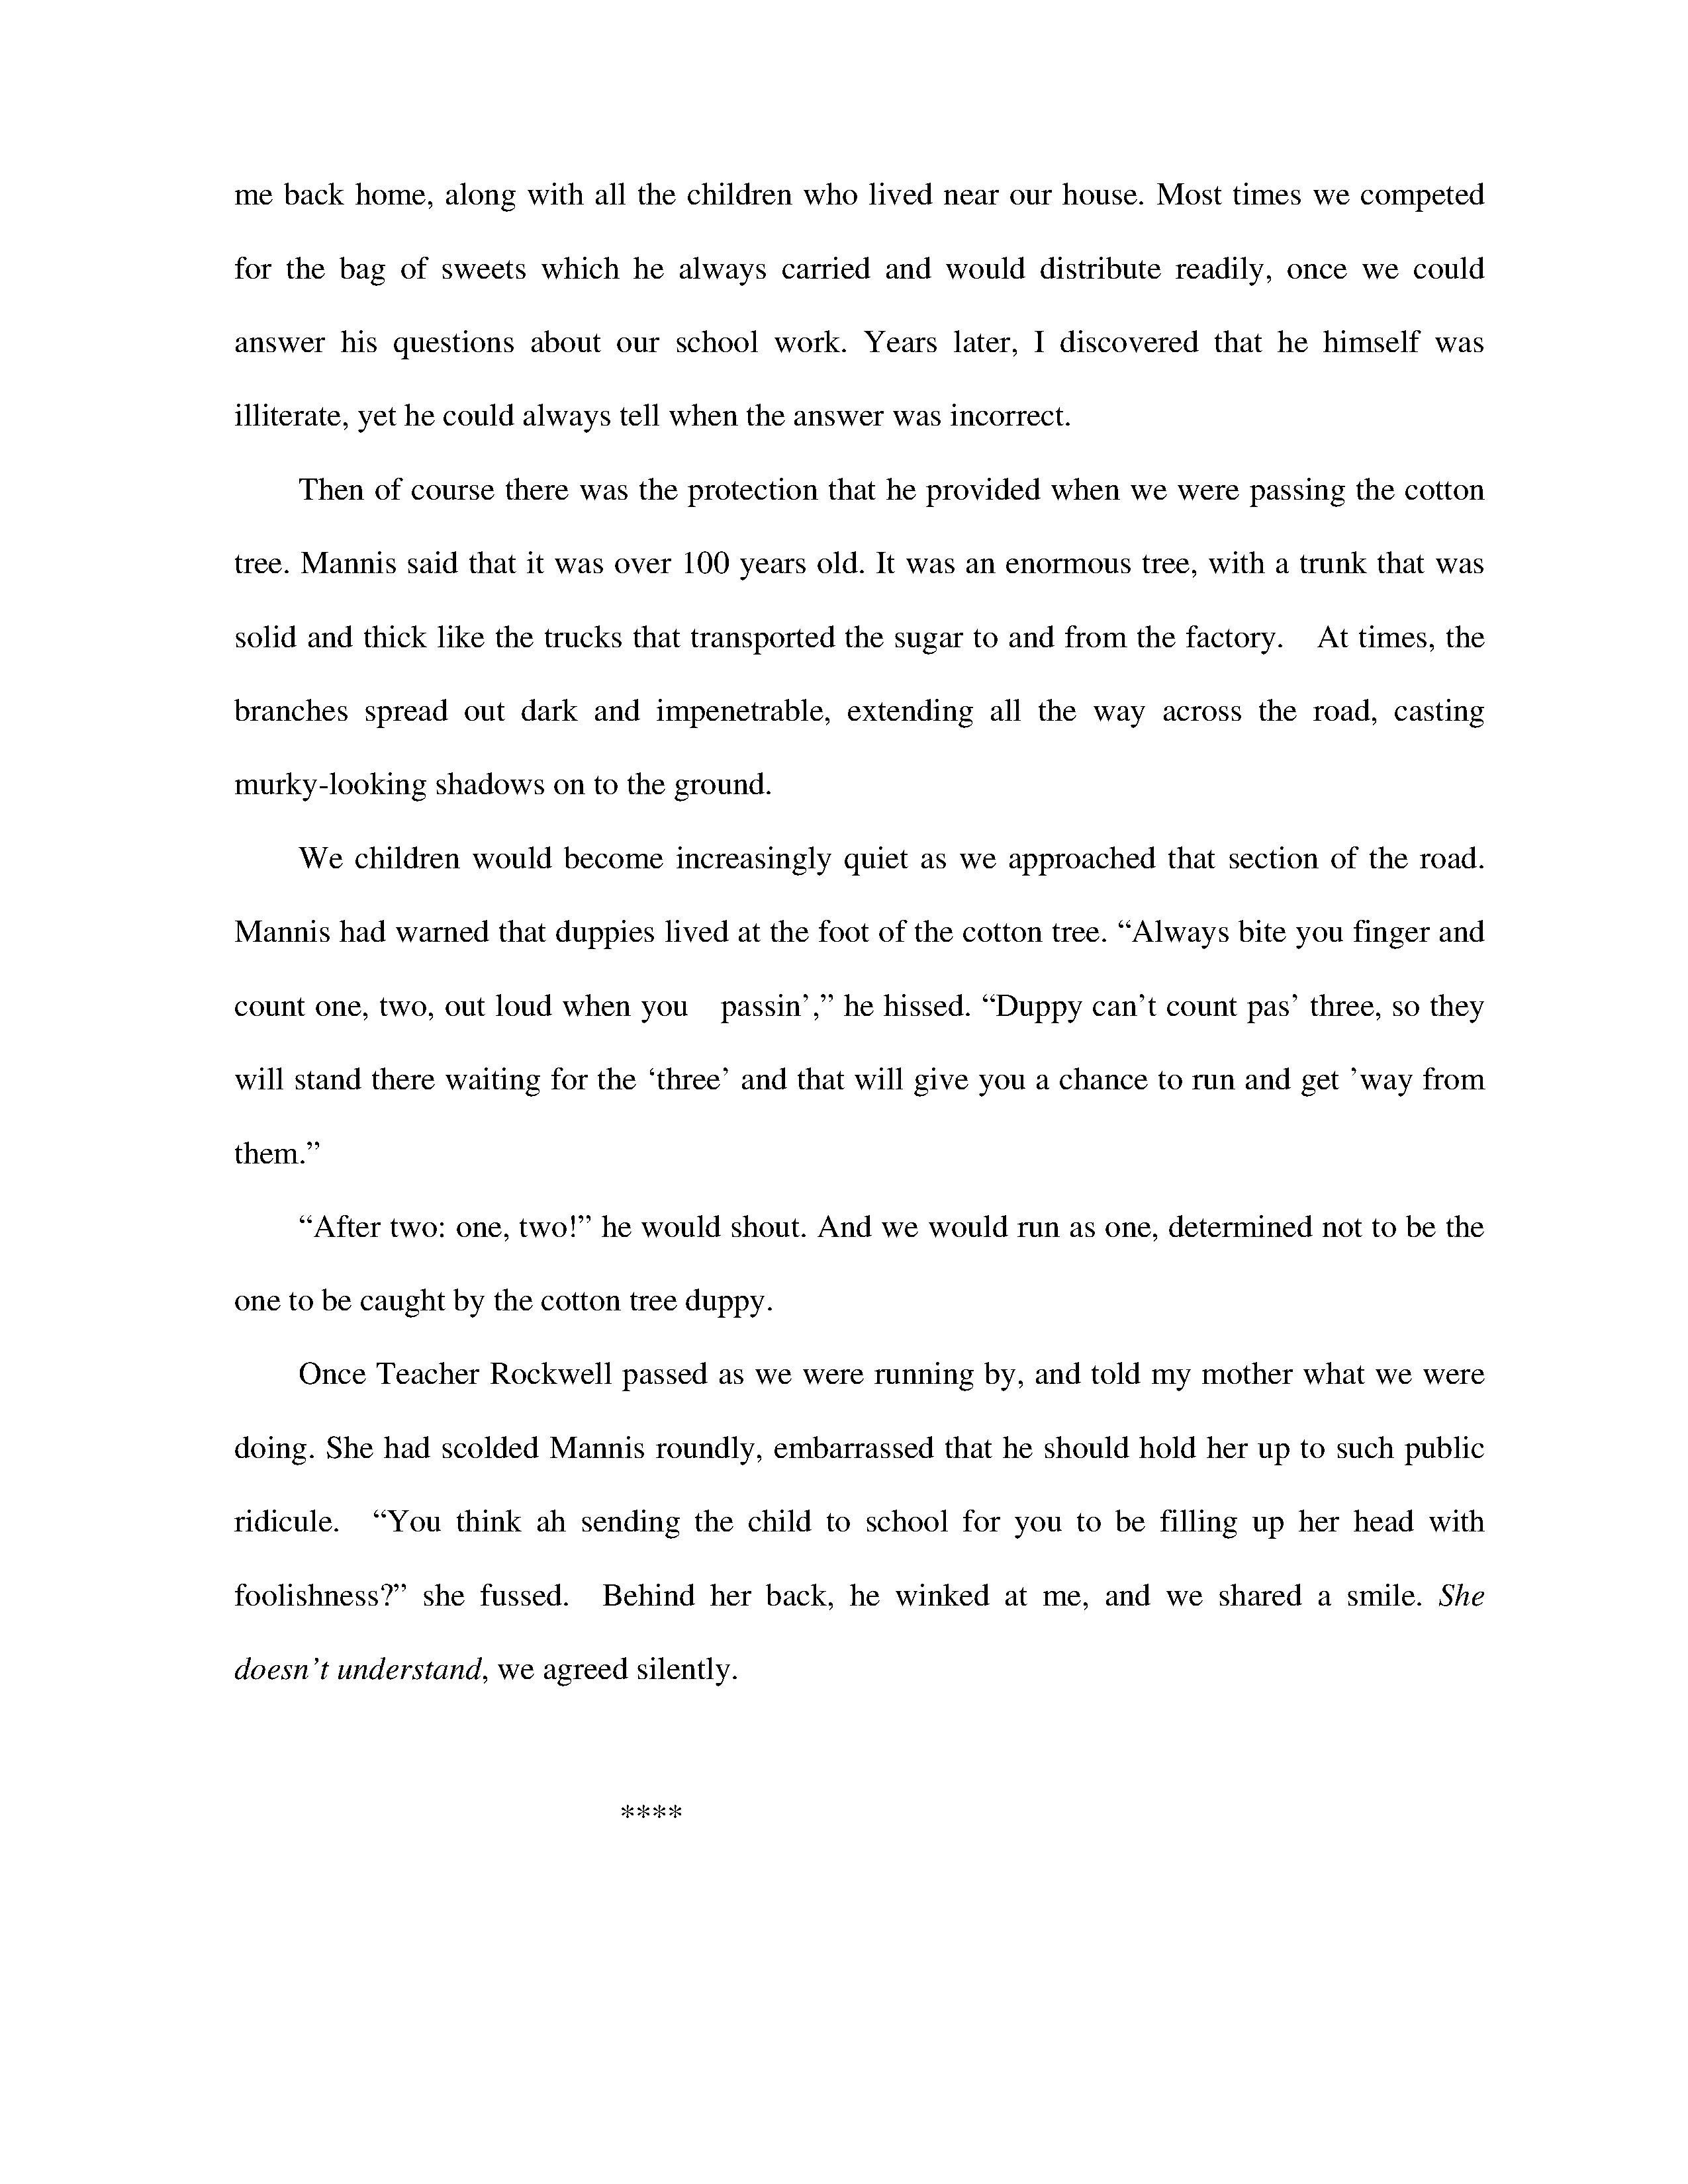 me back home, along with all the children who lived near our house. Most times we competed
for the bag of sweets which he always carried and would distribute readily, once we could
answer his questions about our school work. Years later, I discovered that he himself was
illiterate, yet he could always tell when the answer was incorrect.
Then of course there was the protection that he provided when we were passing the cotton
tree. Mannis said that it was over 100 years old. It was an enormous tree, with a trunk that was
solid and thick like the trucks that transported the sugar to and from the factory.   At times, the
branches spread out dark and impenetrable, extending all the way across the road, casting
murky-looking shadows on to the ground.
We children would become increasingly quiet as we approached that section of the road.
Mannis had warned that duppies lived at the foot of the cotton tree. “Always bite you finger and
count one, two, out loud when you   passin’,” he hissed. “Duppy can’t count pas’ three, so they
will stand there waiting for the ‘three’ and that will give you a chance to run and get ’way from
them.”
“After two: one, two!” he would shout. And we would run as one, determined not to be the
one to be caught by the cotton tree duppy.
Once Teacher Rockwell passed as we were running by, and told my mother what we were
doing. She had scolded Mannis roundly, embarrassed that he should hold her up to such public
ridicule.   “You think ah sending the child to school for you to be filling up her head with
foolishness?” she fussed.   Behind her back, he winked at me, and we shared a smile. She
doesn’t understand, we agreed silently.
****